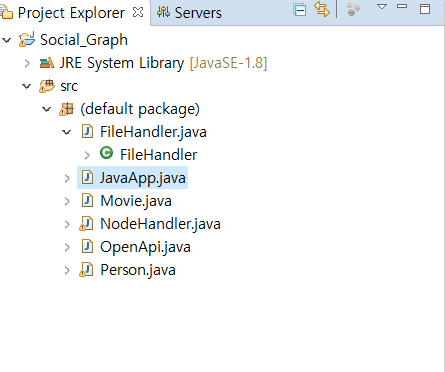 Project Explorer Servers
Social_Graph
JRE System Library [JavaSE-1.8]
src
(default package)
FileHandler.java
FileHandler
JavaApp.java
Movie.java
NodeHandler.java
OpenApi.java
Person.java